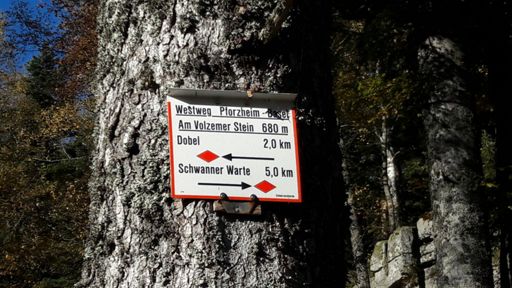 Westweg Pforzheim - Basel
Am Volzemer Stein 680 m
Dobel 2,0 km
Schwanner Warte 5,0 km